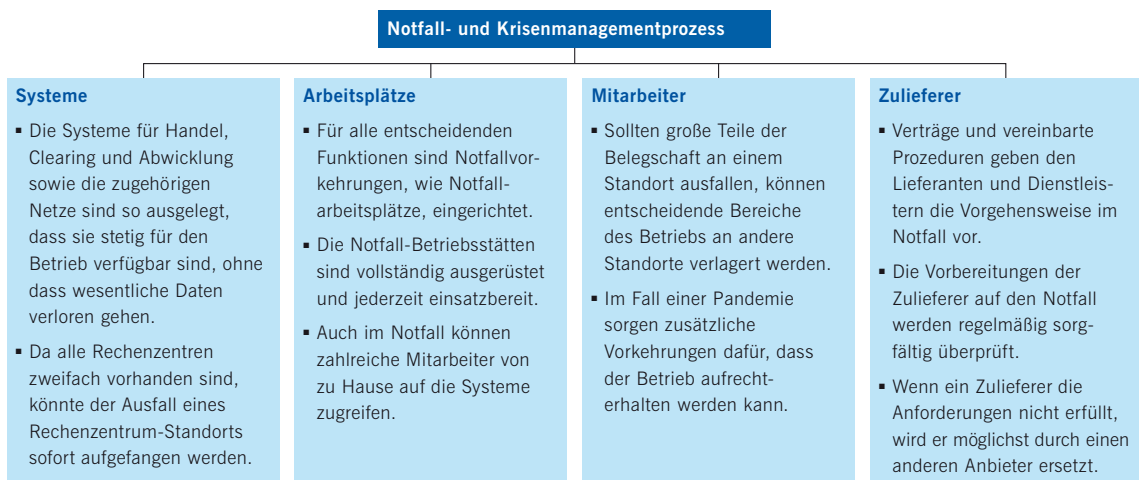 Notfall- und Krisenmanagementprozess
Systeme
▪ Die Systeme für Handel,
Clearing und Abwicklung
sowie die zugehörigen
Netze sind so ausgelegt,
dass sie stetig für den
Betrieb verfügbar sind, ohne
dass wesentliche Daten
verloren gehen.
▪ Da alle Rechenzentren
zweifach vorhanden sind,
könnte der Ausfall eines
Rechenzentrum-Standorts
sofort aufgefangen werden.
Arbeitsplätze
▪ Für alle entscheidenden
Funktionen sind Notfallvor-
kehrungen, wie Notfall-
arbeitsplätze, eingerichtet.
▪ Die Notfall-Betriebsstätten
sind vollständig ausgerüstet
und jederzeit einsatzbereit.
▪ Auch im Notfall können
zahlreiche Mitarbeiter von
zu Hause auf die Systeme
zugreifen.
Mitarbeiter
▪ Sollten große Teile der
Belegschaft an einem
Standort ausfallen, können
entscheidende Bereiche
des Betriebs an andere
Standorte verlagert werden.
▪ Im Fall einer Pandemie
sorgen zusätzliche
Vorkehrungen dafür, dass
der Betrieb aufrecht-
erhalten werden kann.
Zulieferer
▪ Verträge und vereinbarte
Prozeduren geben den
Lieferanten und Dienstleis-
tern die Vorgehensweise im
Notfall vor.
▪ Die Vorbereitungen der
Zulieferer auf den Notfall
werden regelmäßig sorg-
fältig überprüft.
▪ Wenn ein Zulieferer die
Anforderungen nicht erfüllt,
wird er möglichst durch einen
anderen Anbieter ersetzt.